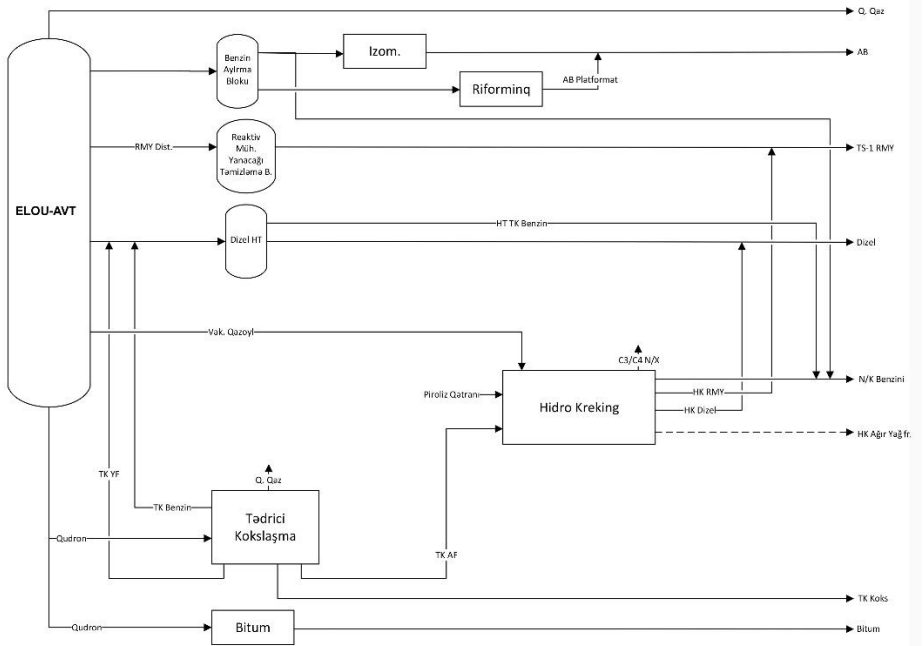 Q. Qaz
Benzin
Ayırma
Bloku
Izom.
AB
Riforminq
AB Platformat
RMY Dist.
Reaktiv
Müh.
Yanacağı
Təmizləmə B.
TS-1 RMY
ELOU-AVT
HT TK Benzin
Dizel HT
Dizel
Vak. Qazoyl
C3/C4 N/X
N/K Benzini
Piroliz Qatranı
Hidro Kreking
HK RMY
HK Dizel
HK Ağır Yağ fr.
TK YF
Q. Qaz
TK Benzin
Tədrici
Kokslaşma
Qudron
TK AF
TK Koks
Qudron
Bitum
Bitum